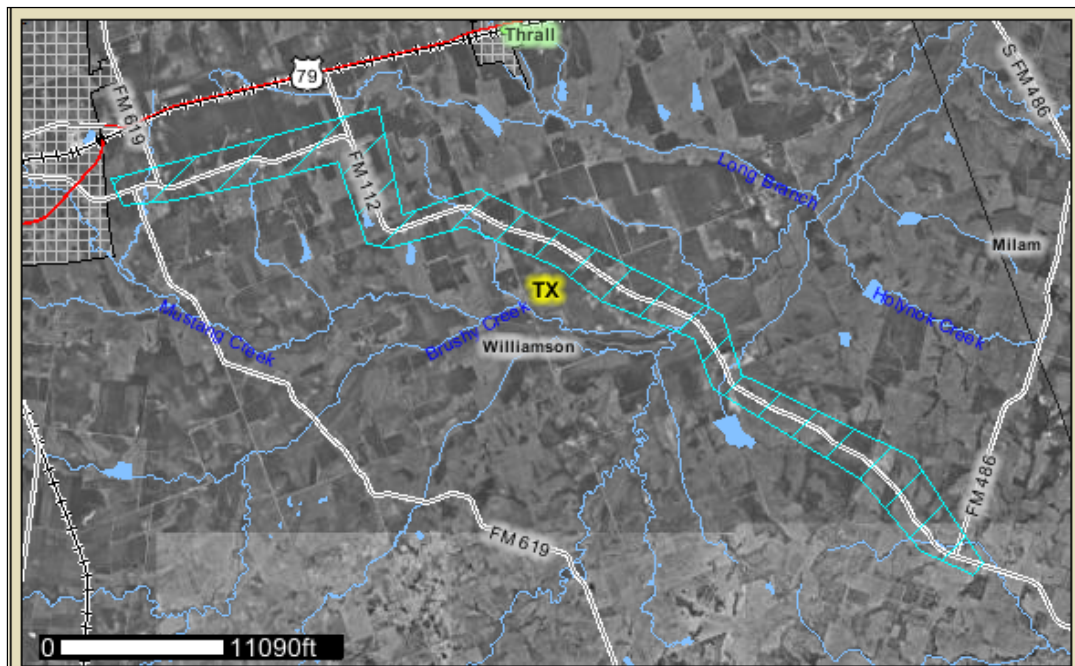 Thrall
79
FM 619
S FM 486
FM 112
Long Branch
Milam
TX
Holynok Creek
Mustang Creek
Brushy Creek
Williamson
FM 486
FM 619
0 11090ft